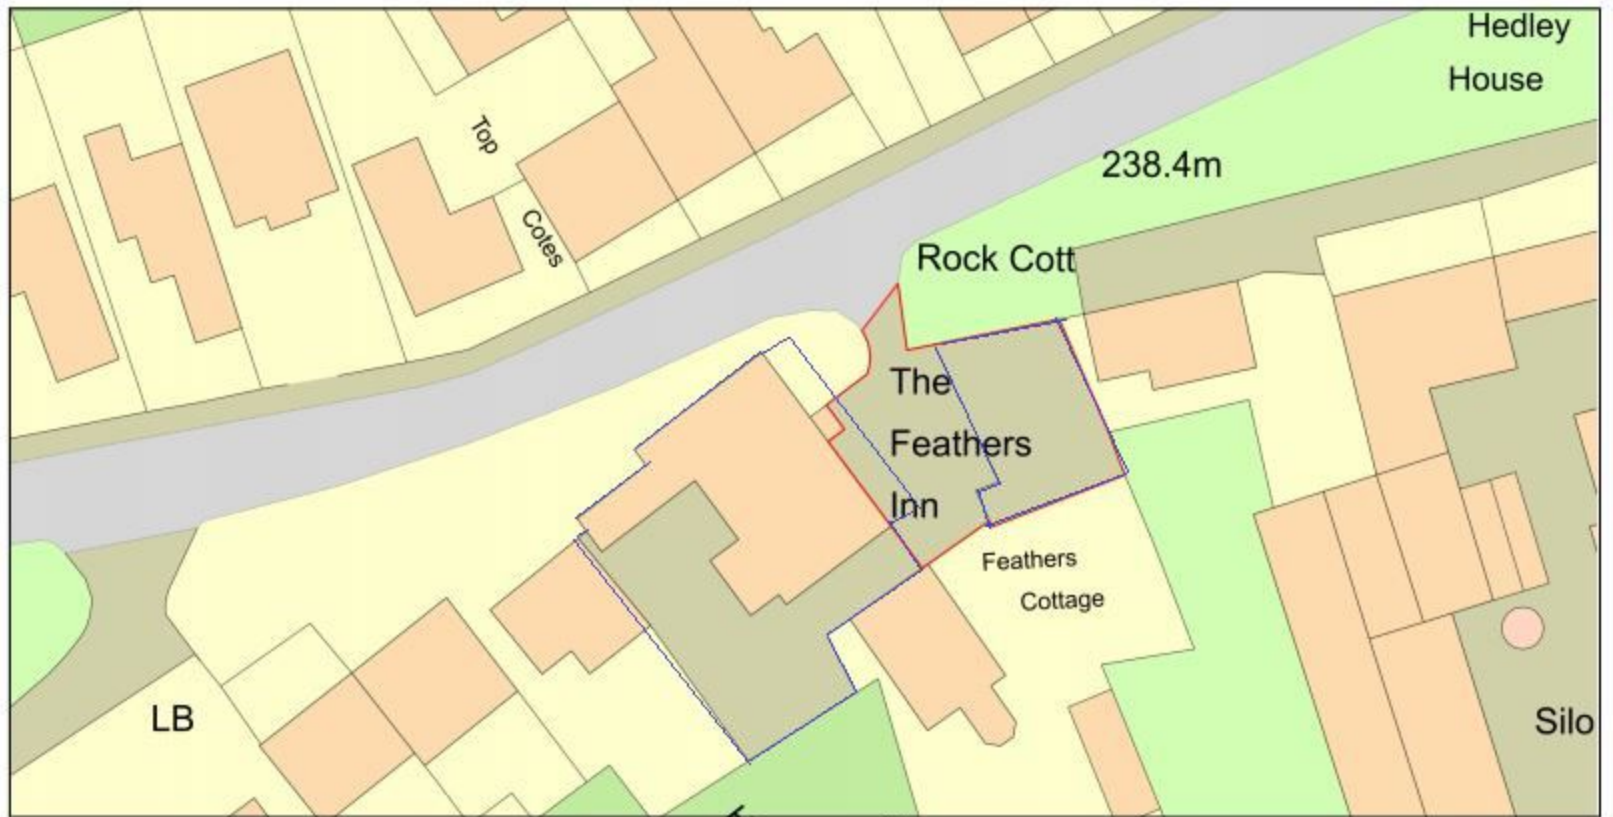 Hedley
House
Top
238.4m
Cotes
Rock Cott
The
Feathers
Inn
Feathers
Cottage
LB
Silo